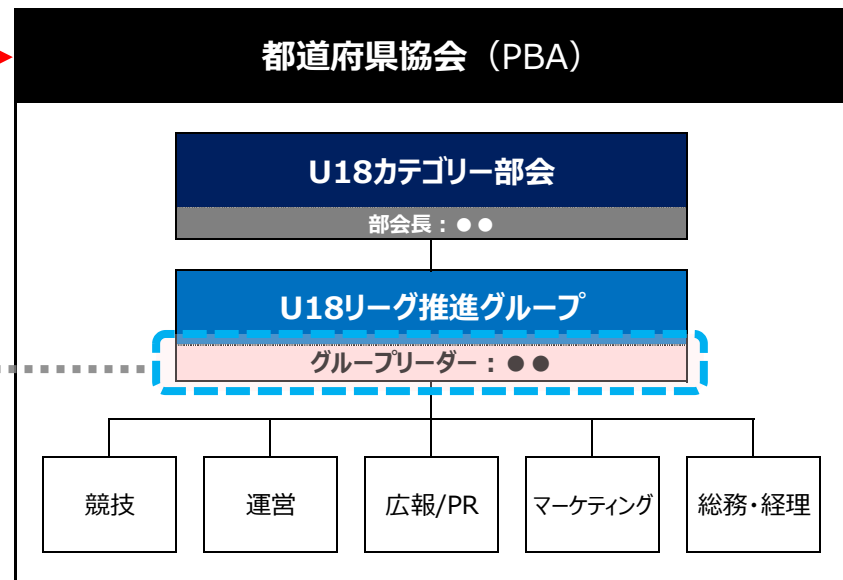 都道府県協会（PBA）
U18カテゴリー部会
部会長：●●
U18リーグ推進グループ
グループリーダー：●●
競技
運営
広報/PR
マーケティング
総務・経理